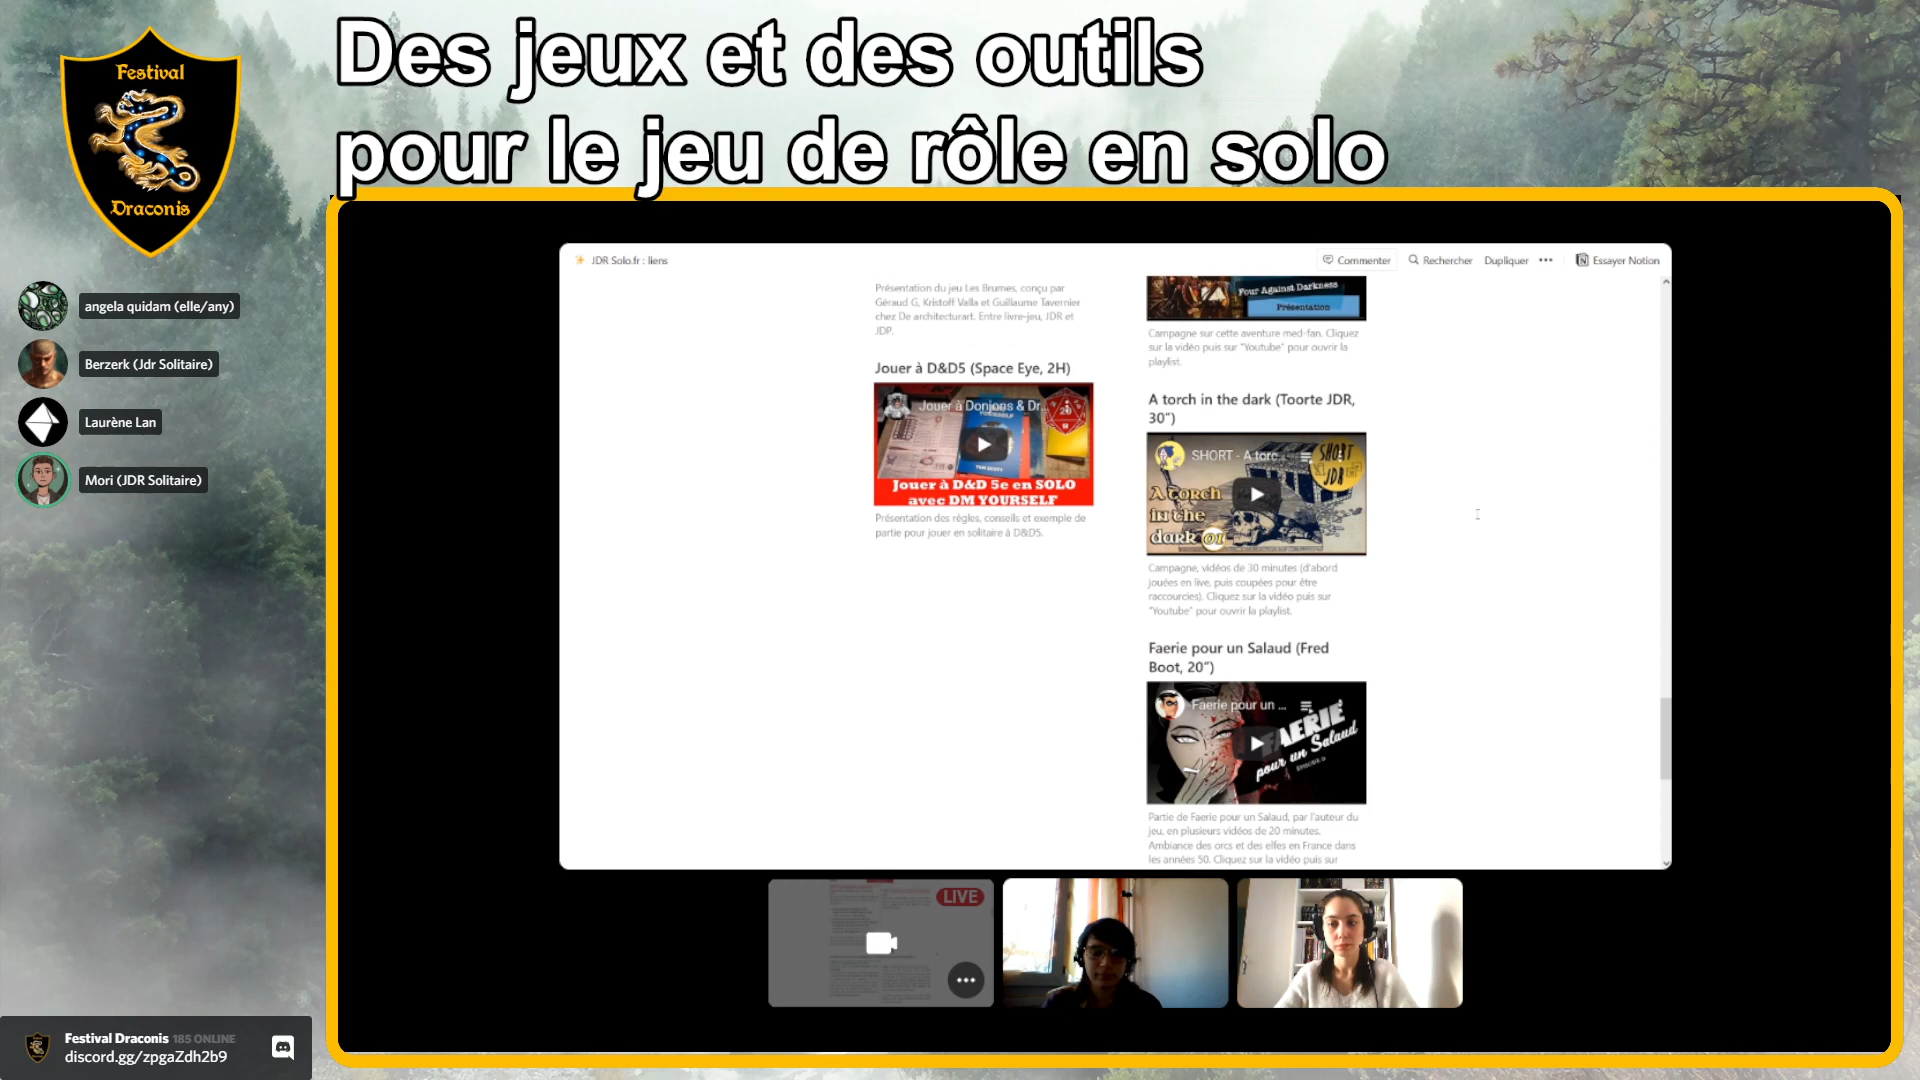 Des jeux et des outils
pour le jeu de rôle en solo
Festival
Draconis
angela quidam (elle/any)
Berzerk (Jdr Solitaire)
Laurène Lan
Mori (JDR Solitaire)
Festival Draconis 185 ONLINE
discord.gg/zpgaZdh2b9
JDR Solo.fr : liens
Commenter
Rechercher
Dupliquer
•••
Essayer Notion
Présentation du jeu Les Brumes, conçu par
Géraud G, Kristoff Valla et Guillaume Tavernier
chez De architecturart. Entre livre-jeu, JDR et
JDP.
Jouer à D&D5 (Space Eye, 2H)
Jouer à Donjons & Dr...
YOURSELF
Jouer à D&D 5e en SOLO
avec DM YOURSELF
Présentation des règles, conseils et exemple de
partie pour jouer en solitaire à D&D5.
Four Against Darkness
Présentation
Campagne sur cette aventure med-fan. Cliquez
sur la vidéo puis sur "Youtube" pour ouvrir la
playlist.
A torch in the dark (Toorte JDR,
30")
SHORT - A torc...
SHORT
JDR
A torch
in the
dark 01
Campagne, vidéos de 30 minutes (d'abord
jouées en live, puis coupées pour être
raccourcies). Cliquez sur la vidéo puis sur
"Youtube" pour ouvrir la playlist.
Faerie pour un Salaud (Fred
Boot, 20")
Faerie pour un ...
FAERIE
pour un Salaud
Partie de Faerie pour un Salaud, par l'auteur du
jeu, en plusieurs vidéos de 20 minutes.
Ambiance des orcs et des elfes en France dans
les années 50. Cliquez sur la vidéo puis sur
LIVE